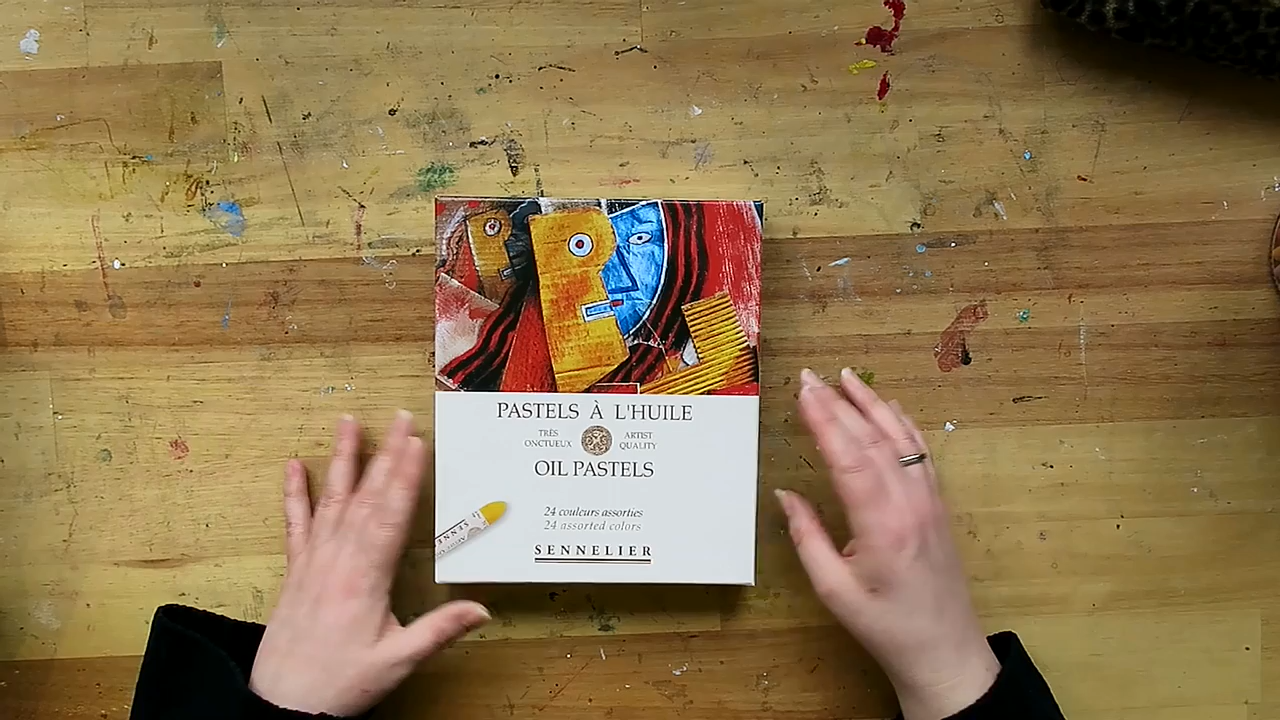 PASTELS À L'HUILE
TRÈS ONCTUEUX
ARTIST QUALITY
OIL PASTELS
24 couleurs assorties
24 assorted colors
SENNELIER